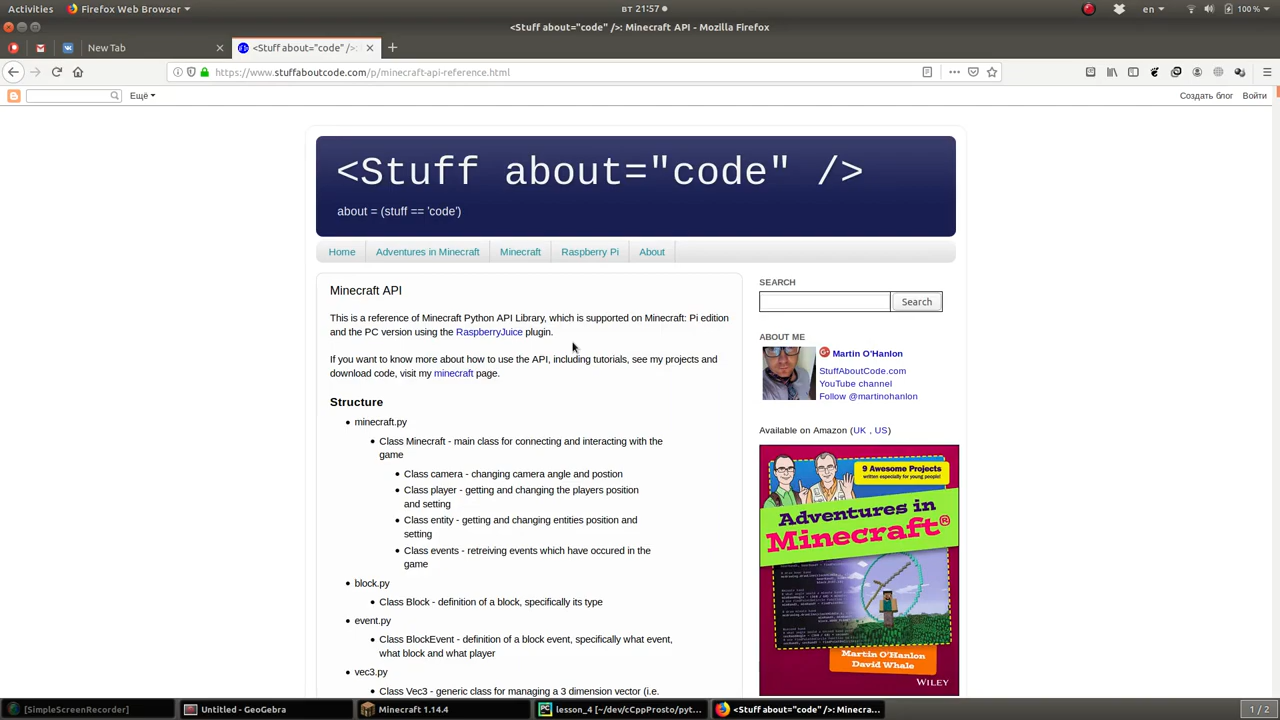 Activities
Firefox Web Browser
вт 21:57
en
100 %
<Stuff about="code" />: Minecraft API - Mozilla Firefox
New Tab
<Stuff about="code" />:
https://www.stuffaboutcode.com/p/minecraft-api-reference.html
Ещё
Создать блог
Войти
<Stuff about="code" />
about = (stuff == 'code')
Home
Adventures in Minecraft
Minecraft
Raspberry Pi
About
Minecraft API
This is a reference of Minecraft Python API Library, which is supported on Minecraft: Pi edition
and the PC version using the RaspberryJuice plugin.
If you want to know more about how to use the API, including tutorials, see my projects and
download code, visit my minecraft page.
Structure
minecraft.py
Class Minecraft - main class for connecting and interacting with the
game
Class camera - changing camera angle and postion
Class player - getting and changing the players position
and setting
Class entity - getting and changing entities position and
setting
Class events - retreiving events which have occured in the
game
block.py
Class Block - definition of a block, specifically its type
event.py
Class BlockEvent - definition of a block event, specifically what event,
what block and what player
vec3.py
Class Vec3 - generic class for managing a 3 dimension vector (i.e.
SEARCH
Search
ABOUT ME
Martin O'Hanlon
StuffAboutCode.com
YouTube channel
Follow @martinohanlon
Available on Amazon (UK , US)
9 Awesome Projects
written especially for young people!
Adventures in
Minecraft®
Martin O'Hanlon
David Whale
WILEY
[SimpleScreenRecorder]
Untitled - GeoGebra
Minecraft 1.14.4
lesson_4 [~/dev/cCppProsto/pyt...
<Stuff about="code" />: Minecra...
1 / 2